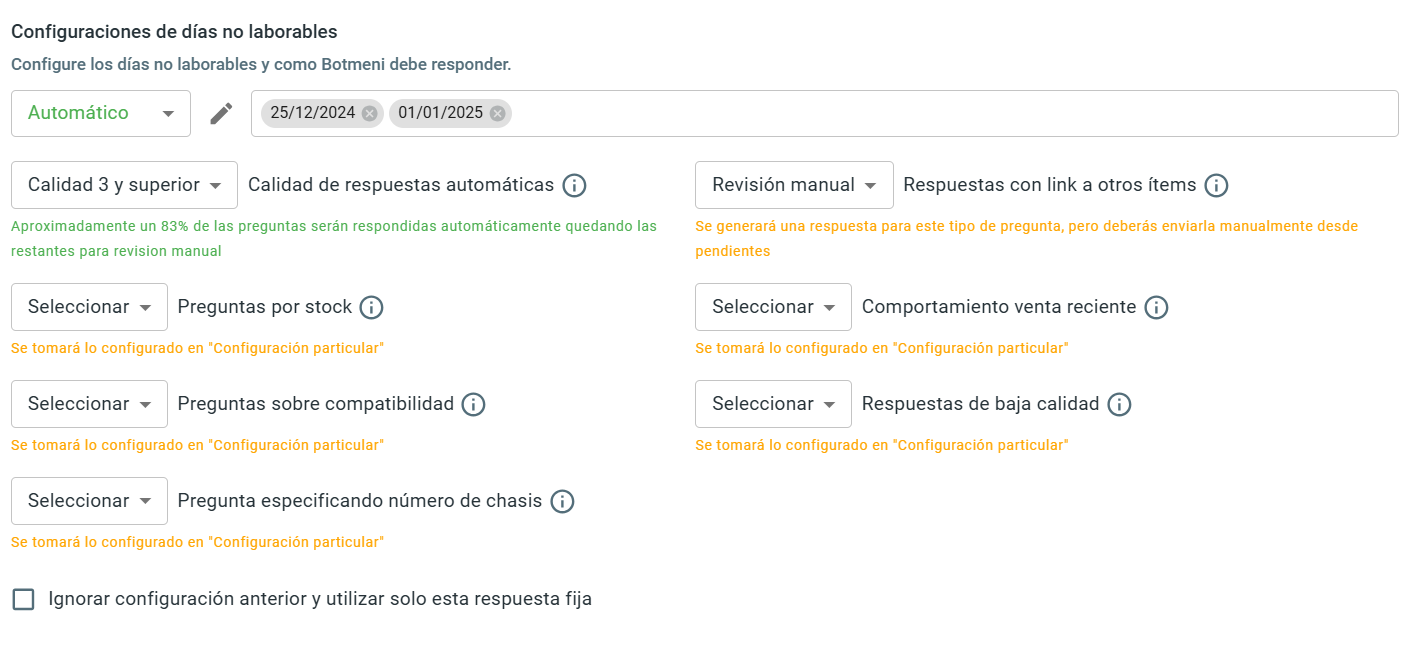 Configuraciones de días no laborables
Configure los días no laborables y como Botmeni debe responder.
Automático
25/12/2024
01/01/2025
Calidad 3 y superior
Calidad de respuestas automáticas
Aproximadamente un 83% de las preguntas serán respondidas automáticamente quedando las
restantes para revision manual
Revisión manual
Respuestas con link a otros ítems
Se generará una respuesta para este tipo de pregunta, pero deberás enviarla manualmente desde
pendientes
Seleccionar
Preguntas por stock
Se tomará lo configurado en "Configuración particular"
Seleccionar
Comportamiento venta reciente
Se tomará lo configurado en "Configuración particular"
Seleccionar
Preguntas sobre compatibilidad
Se tomará lo configurado en "Configuración particular"
Seleccionar
Respuestas de baja calidad
Se tomará lo configurado en "Configuración particular"
Seleccionar
Pregunta especificando número de chasis
Se tomará lo configurado en "Configuración particular"
Ignorar configuración anterior y utilizar solo esta respuesta fija